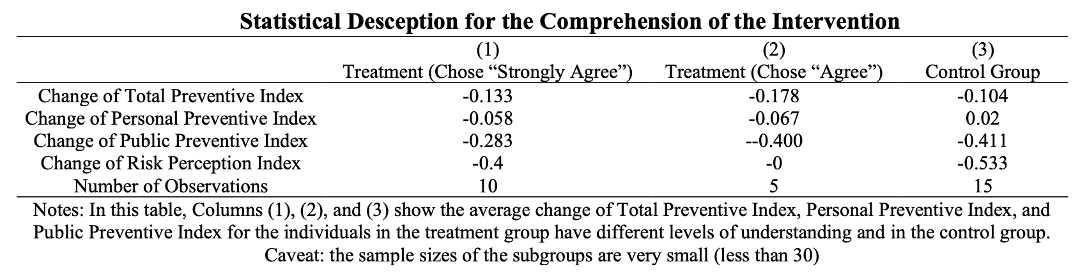 Statistical Desception for the Comprehension of the Intervention
(1) (2) (3)
Treatment (Chose “Strongly Agree”) Treatment (Chose “Agree”) Control Group
Change of Total Preventive Index -0.133 -0.178 -0.104
Change of Personal Preventive Index -0.058 -0.067 0.02
Change of Public Preventive Index -0.283 --0.400 -0.411
Change of Risk Perception Index -0.4 -0 -0.533
Number of Observations 10 5 15
Notes: In this table, Columns (1), (2), and (3) show the average change of Total Preventive Index, Personal Preventive Index, and
Public Preventive Index for the individuals in the treatment group have different levels of understanding and in the control group.
Caveat: the sample sizes of the subgroups are very small (less than 30)